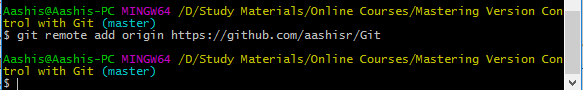 Aashis@Aashis-PC MINGW64 /D/Study Materials/Online Courses/Mastering Version Con
trol with Git (master)
$ git remote add origin https://github.com/aashisr/Git
Aashis@Aashis-PC MINGW64 /D/Study Materials/Online Courses/Mastering Version Con
trol with Git (master)
$